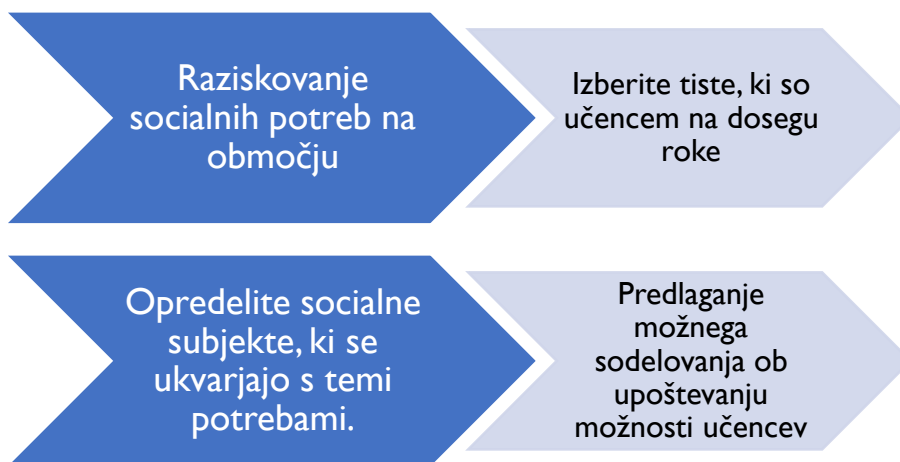 Raziskovanje
socialnih potreb na
območju
Izberite tiste, ki so
učencem na dosegu
roke
Opredelite socialne
subjekte, ki se
ukvarjajo s temi
potrebami.
Predlaganje
možnega
sodelovanja ob
upoštevanju
možnosti učencev